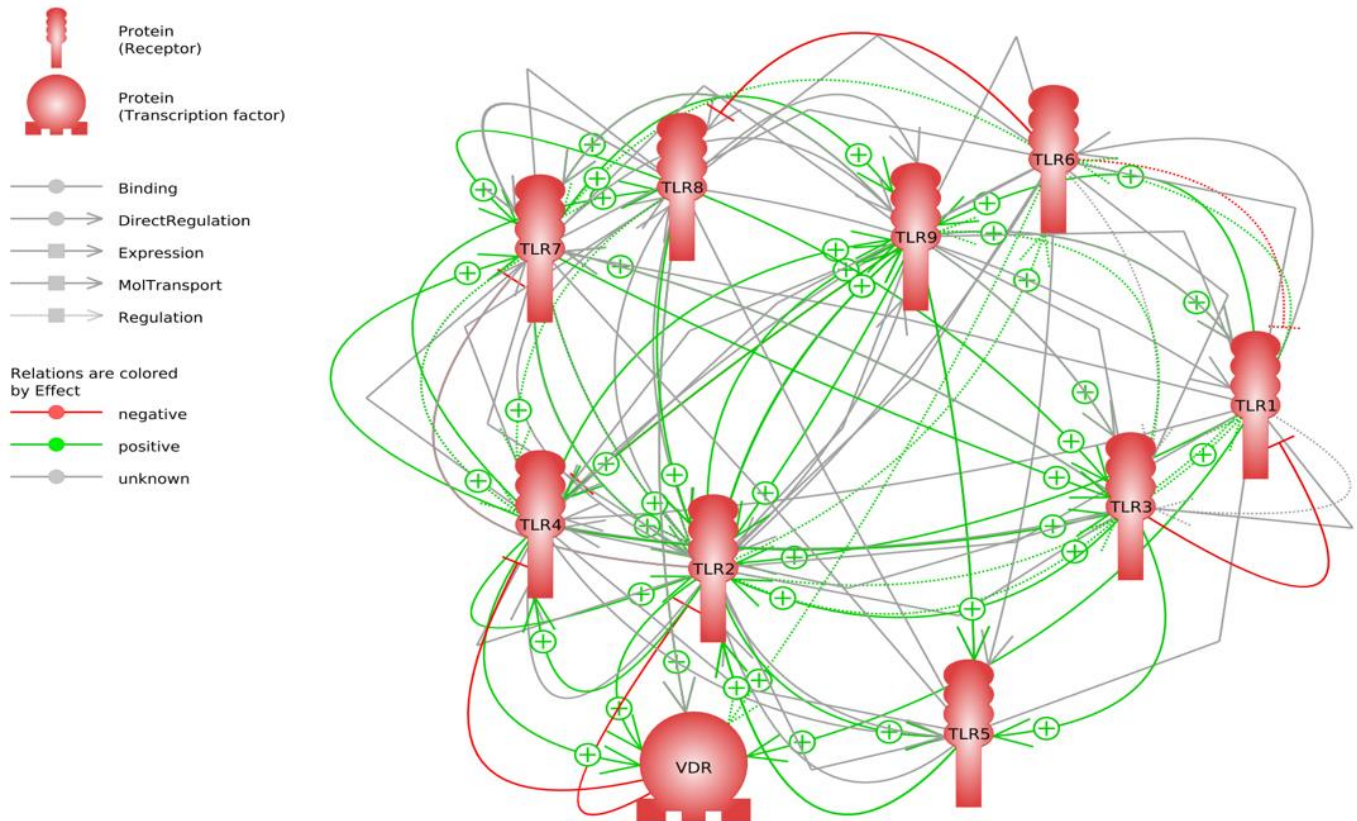 Protein
(Receptor)
Protein
(Transcription factor)
Binding
DirectRegulation
Expression
MolTransport
Regulation
Relations are colored
by Effect
negative
positive
unknown
TLR6
TLR8
TLR9
TLR7
TLR1
TLR3
TLR4
TLR2
TLR5
VDR